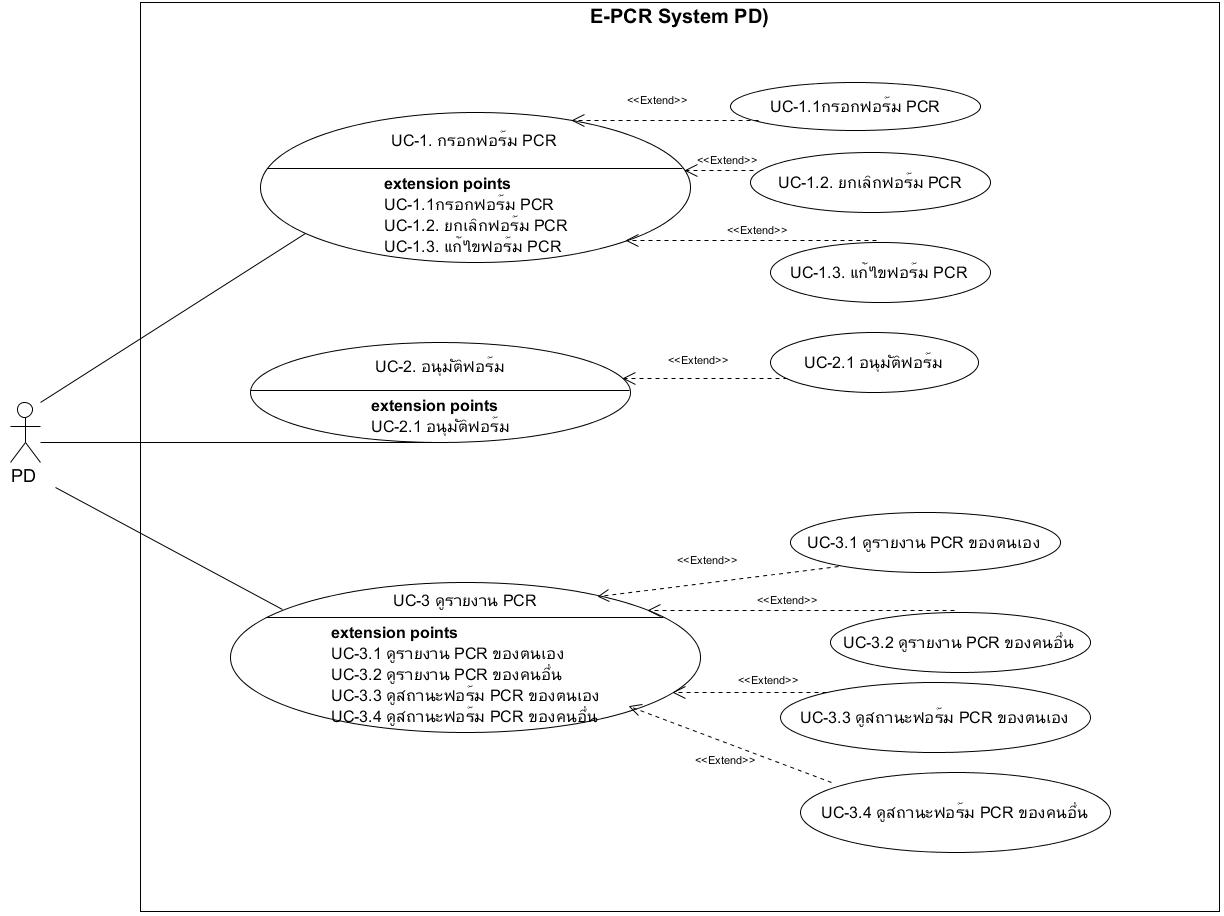 E-PCR System PD)
<<Extend>>
UC-1.1กรอกฟอร์ม PCR
UC-1. กรอกฟอร์ม PCR
extension points
UC-1.1กรอกฟอร์ม PCR
UC-1.2. ยกเลิกฟอร์ม PCR
UC-1.3. แก้ไขฟอร์ม PCR
<<Extend>>
UC-1.2. ยกเลิกฟอร์ม PCR
<<Extend>>
UC-1.3. แก้ไขฟอร์ม PCR
UC-2. อนุมัติฟอร์ม
extension points
UC-2.1 อนุมัติฟอร์ม
<<Extend>>
UC-2.1 อนุมัติฟอร์ม
PD
UC-3 ดูรายงาน PCR
extension points
UC-3.1 ดูรายงาน PCR ของตนเอง
UC-3.2 ดูรายงาน PCR ของคนอื่น
UC-3.3 ดูสถานะฟอร์ม PCR ของตนเอง
UC-3.4 ดูสถานะฟอร์ม PCR ของคนอื่น
<<Extend>>
UC-3.1 ดูรายงาน PCR ของตนเอง
<<Extend>>
UC-3.2 ดูรายงาน PCR ของคนอื่น
<<Extend>>
UC-3.3 ดูสถานะฟอร์ม PCR ของตนเอง
<<Extend>>
UC-3.4 ดูสถานะฟอร์ม PCR ของคนอื่น